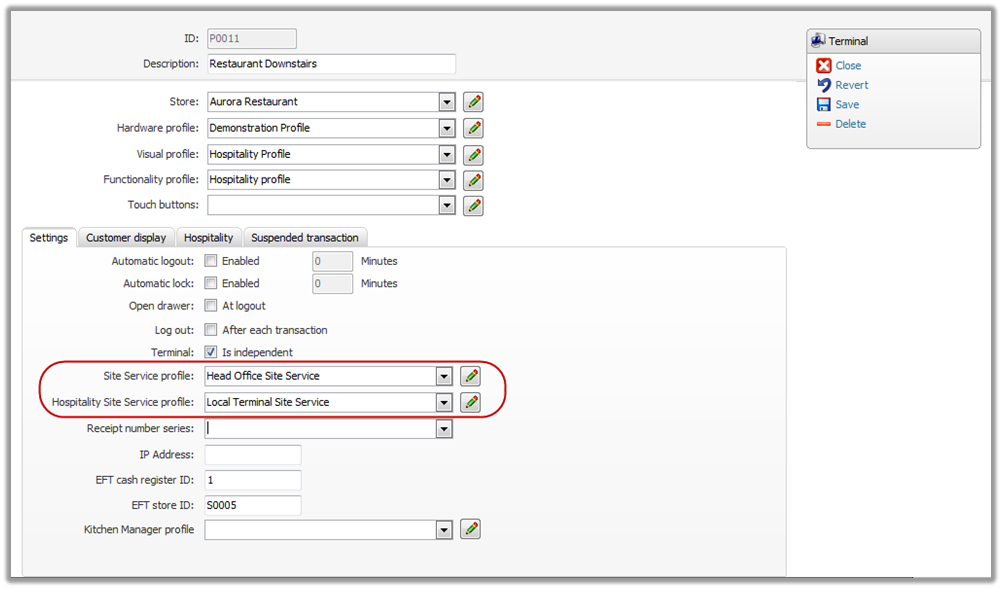 ID: P0011
Description: Restaurant Downstairs
Terminal
Close
Revert
Save
Delete
Store: Aurora Restaurant
Hardware profile: Demonstration Profile
Visual profile: Hospitality Profile
Functionality profile: Hospitality profile
Touch buttons:
Settings Customer display Hospitality Suspended transaction
Automatic logout: Enabled 0 Minutes
Automatic lock: Enabled 0 Minutes
Open drawer: At logout
Log out: After each transaction
Terminal: Is independent
Site Service profile: Head Office Site Service
Hospitality Site Service profile: Local Terminal Site Service
Receipt number series:
IP Address:
EFT cash register ID: 1
EFT store ID: S0005
Kitchen Manager profile